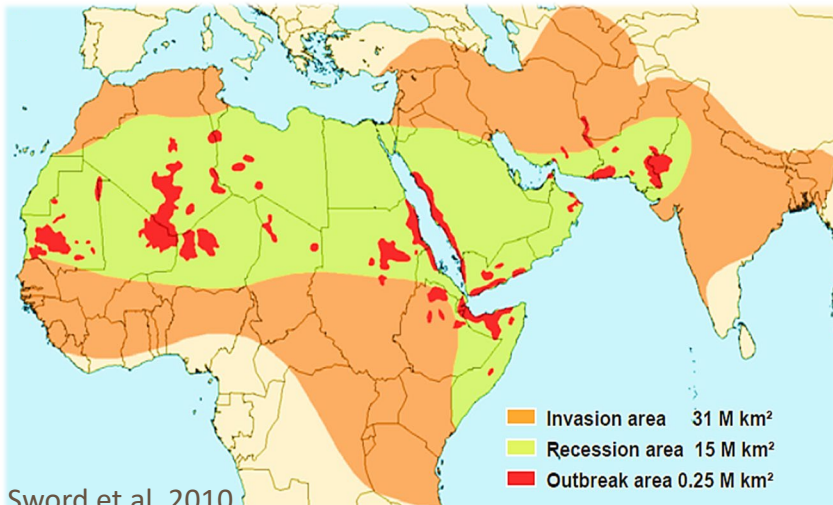 Invasion area 31 M km²
Recession area 15 M km²
Outbreak area 0.25 M km²
Sword et al. 2010